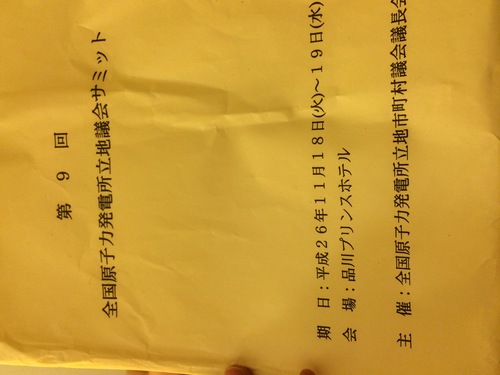 第　９　回
全国原子力発電所立地議会サミット
期　日：平成２６年１１月１８日(火)～１９日(水)
会　場：品川プリンスホテル
主　催：全国原子力発電所立地市町村議会議長会